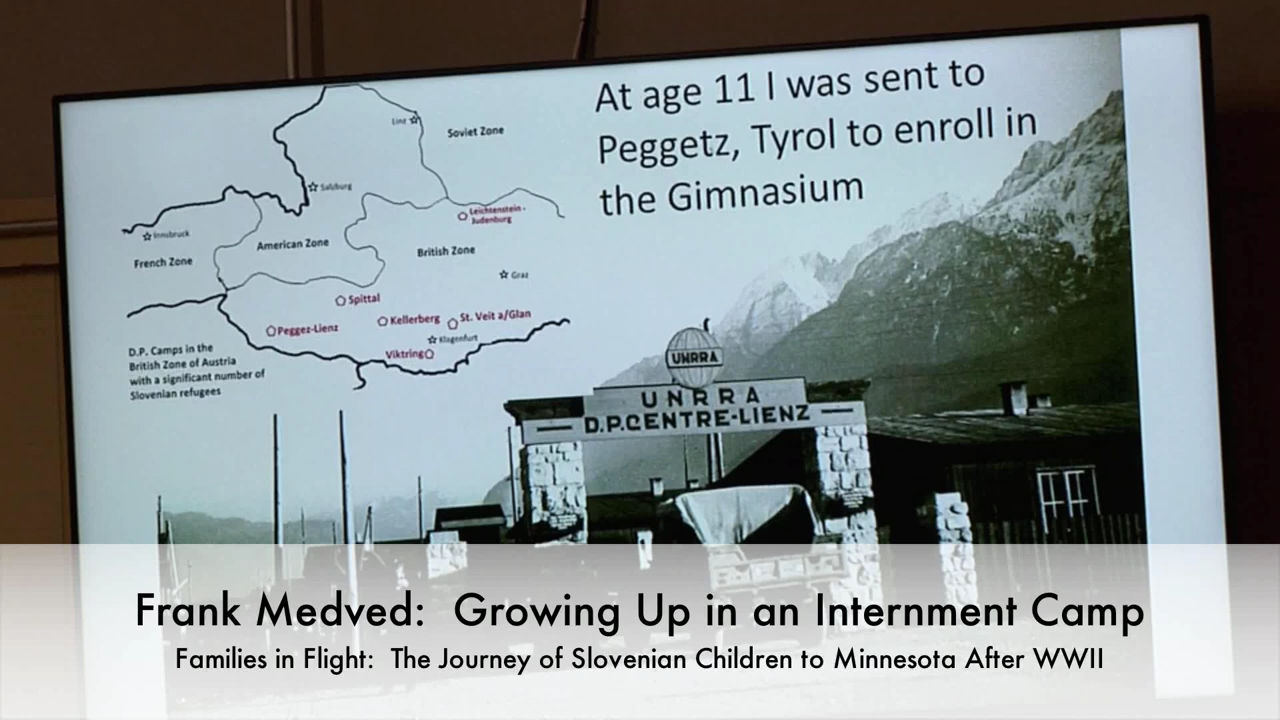 At age 11 I was sent to
Peggetz, Tyrol to enroll in
the Gimnasium
Linz
Soviet Zone
Salzburg
Leichtenstein -
Judenburg
Innsbruck
American Zone
British Zone
French Zone
Graz
Spittal
Peggez-Lienz
Kellerberg
St. Veit a/Glan
Klagenfurt
Viktring
D.P. Camps in the
British Zone of Austria
with a significant number of
Slovenian refugees
UNRRA
UNRRA
D.P.CENTRE-LIENZ
Frank Medved: Growing Up in an Internment Camp
Families in Flight: The Journey of Slovenian Children to Minnesota After WWII